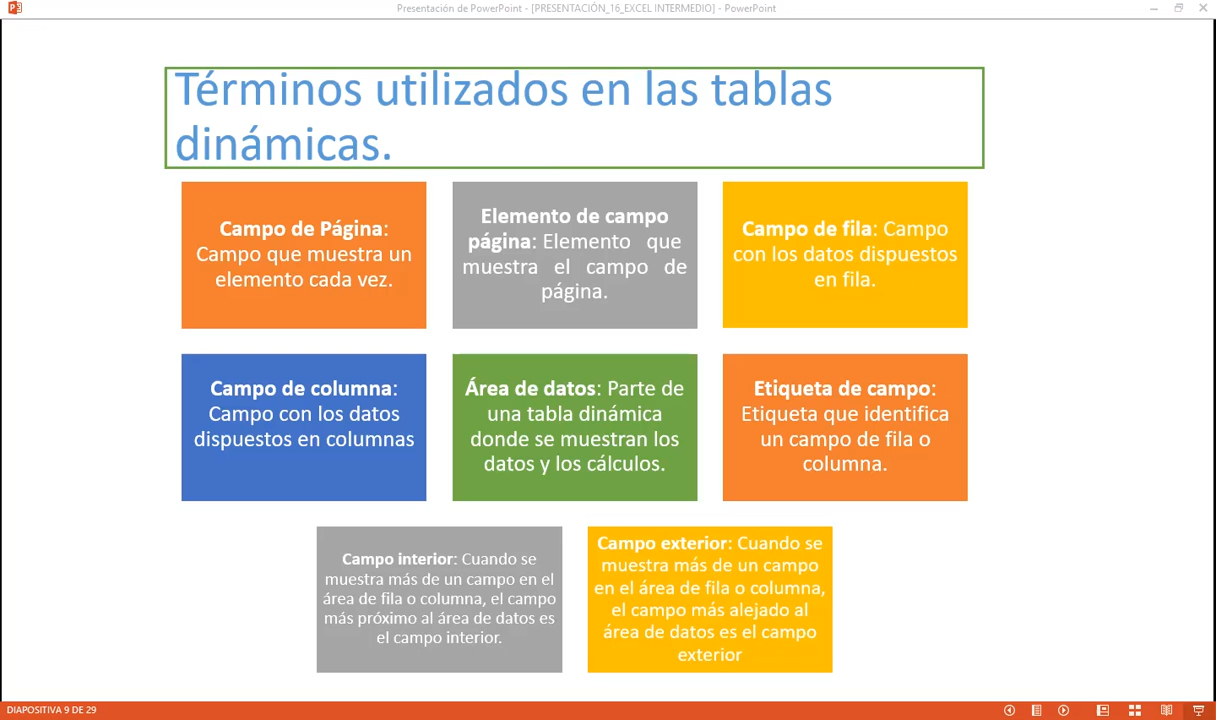 Presentación de PowerPoint - [PRESENTACIÓN_16_EXCEL INTERMEDIO] - PowerPoint
Términos utilizados en las tablas
dinámicas.
Campo de Página:
Campo que muestra un
elemento cada vez.
Elemento de campo
página: Elemento que
muestra el campo de
página.
Campo de fila: Campo
con los datos dispuestos
en fila.
Campo de columna:
Campo con los datos
dispuestos en columnas
Área de datos: Parte de
una tabla dinámica
donde se muestran los
datos y los cálculos.
Etiqueta de campo:
Etiqueta que identifica
un campo de fila o
columna.
Campo interior: Cuando se
muestra más de un campo en el
área de fila o columna, el campo
más próximo al área de datos es
el campo interior.
Campo exterior: Cuando se
muestra más de un campo
en el área de fila o columna,
el campo más alejado al
área de datos es el campo
exterior
DIAPOSITIVA 9 DE 29